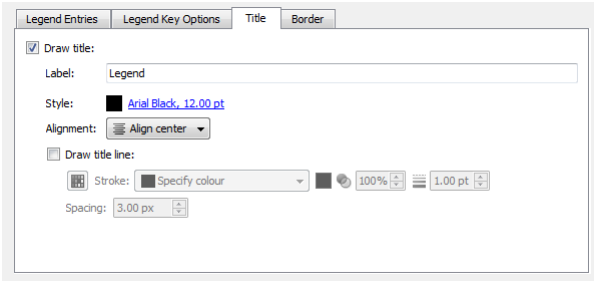 Legend Entries Legend Key Options Title Border
Draw title:
Label: Legend
Style: Arial Black, 12.00 pt
Alignment: Align center
Draw title line:
Stroke: Specify colour 100% 1.00 pt
Spacing: 3.00 px